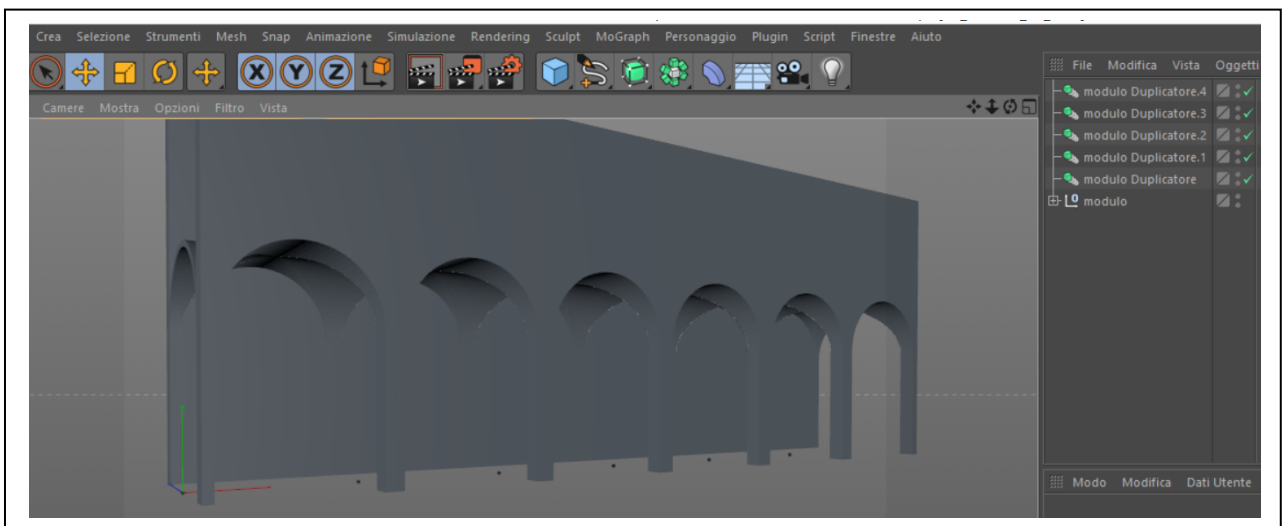 Crea Selezione Strumenti Mesh Snap Animazione Simulazione Rendering Sculpt MoGraph Personaggio Plugin Script Finestre Aiuto
X Y Z
File Modifica Vista Oggetti
Camere Mostra Opzioni Filtro Vista
modulo Duplicatore.4
modulo Duplicatore.3
modulo Duplicatore.2
modulo Duplicatore.1
modulo Duplicatore
0 modulo
Modo Modifica Dati Utente